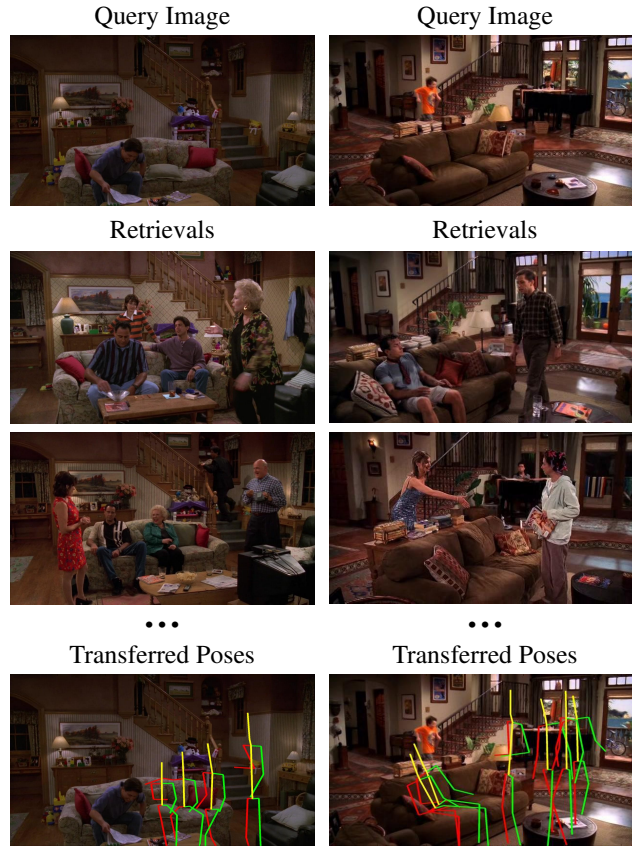 Query Image
Query Image
Retrievals
Retrievals
...
...
Transferred Poses
Transferred Poses